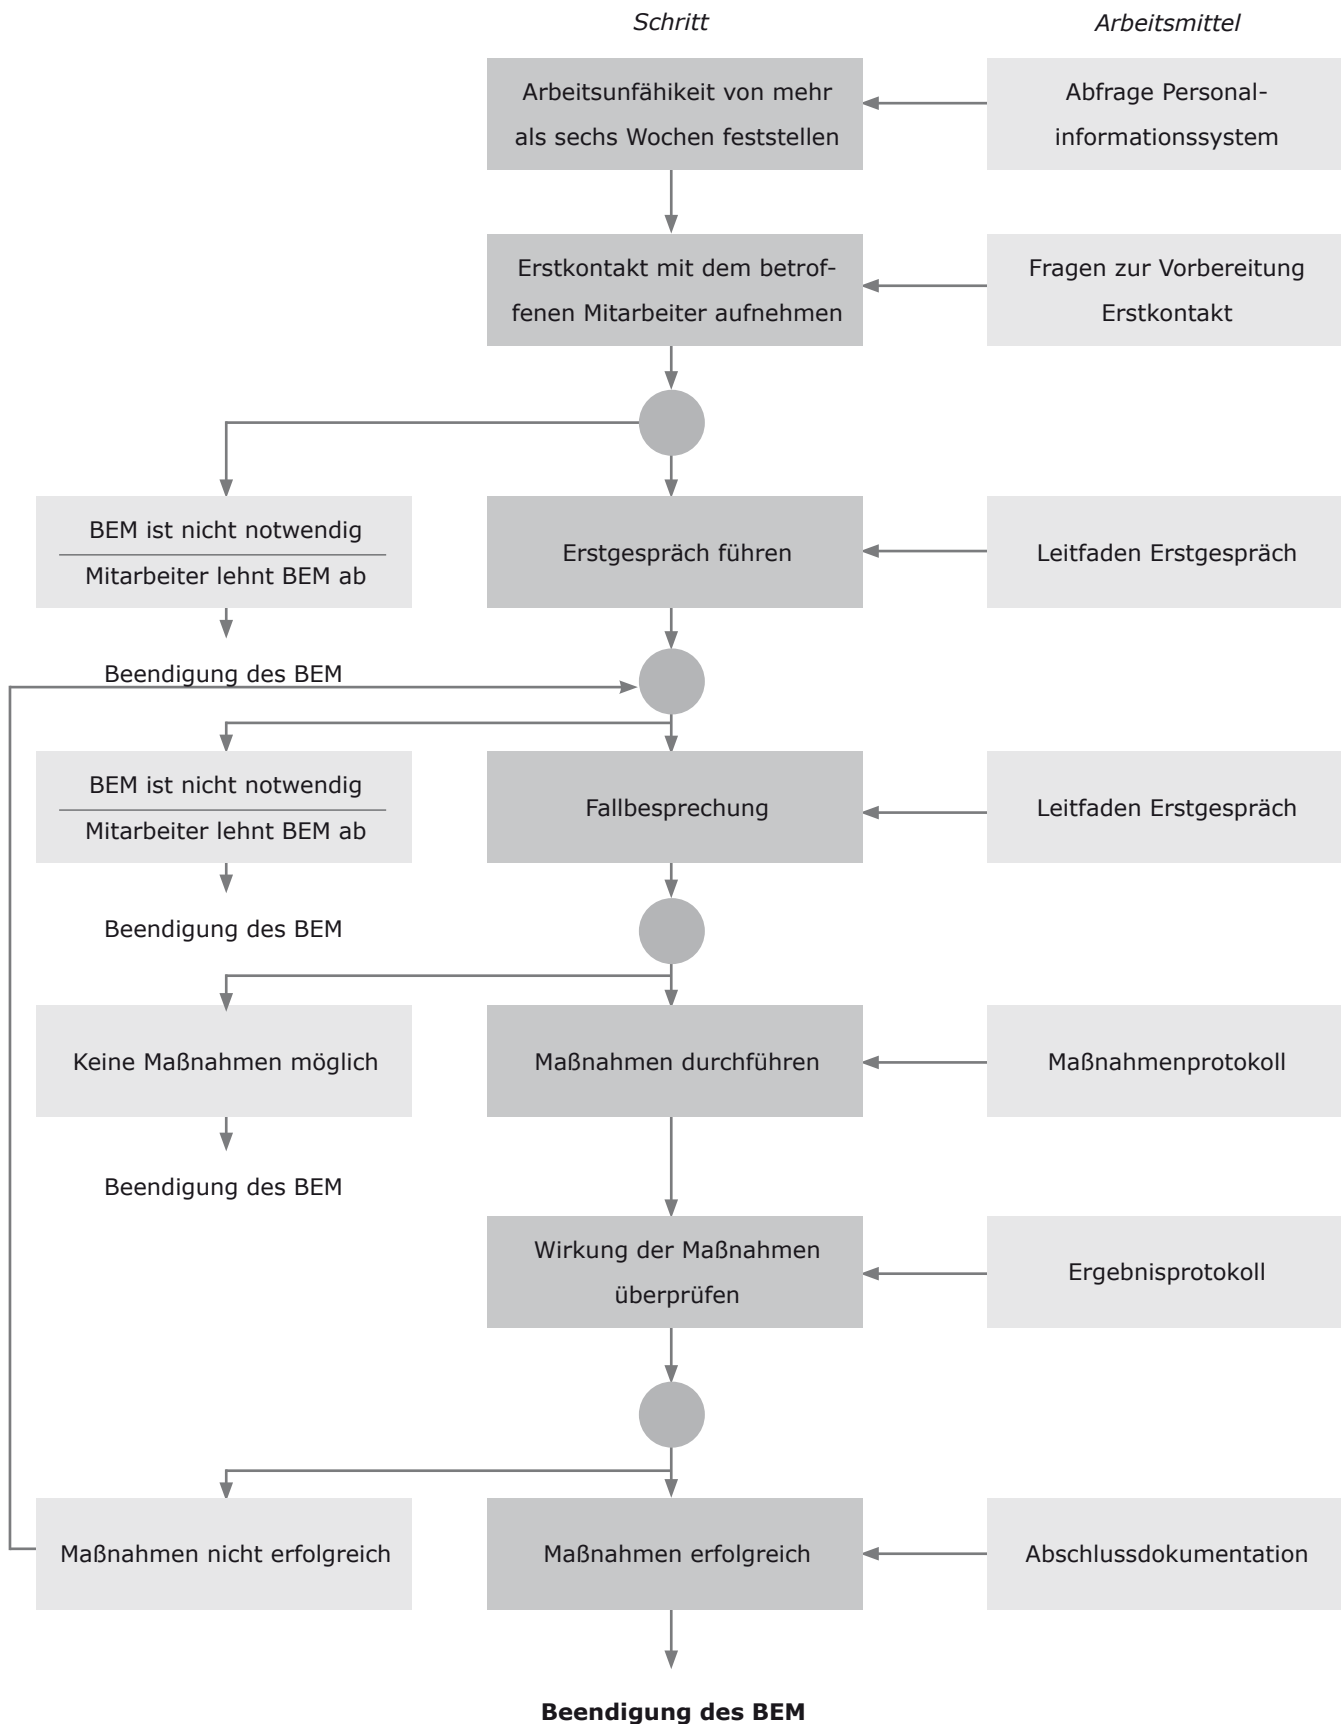 Schritt
Arbeitsmittel
Arbeitsunfähikeit von mehr
als sechs Wochen feststellen
Abfrage Personal-
informationssystem
Erstkontakt mit dem betrof-
fenen Mitarbeiter aufnehmen
Fragen zur Vorbereitung
Erstkontakt
BEM ist nicht notwendig
Mitarbeiter lehnt BEM ab
Erstgespräch führen
Leitfaden Erstgespräch
Beendigung des BEM
BEM ist nicht notwendig
Mitarbeiter lehnt BEM ab
Fallbesprechung
Leitfaden Erstgespräch
Beendigung des BEM
Keine Maßnahmen möglich
Maßnahmen durchführen
Maßnahmenprotokoll
Beendigung des BEM
Wirkung der Maßnahmen
überprüfen
Ergebnisprotokoll
Maßnahmen nicht erfolgreich
Maßnahmen erfolgreich
Abschlussdokumentation
Beendigung des BEM